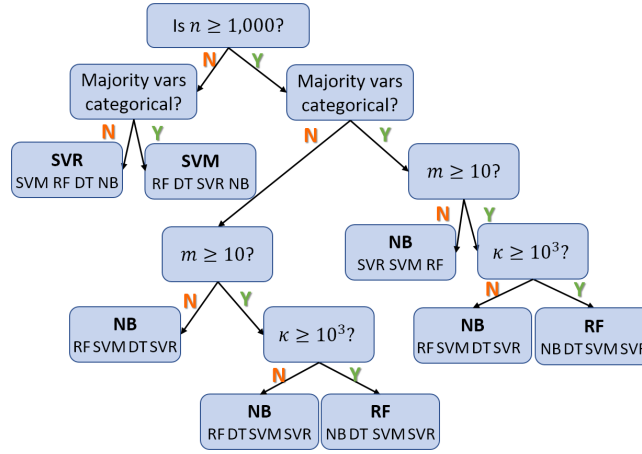 Is n ≥ 1,000?
N Y
Majority vars
categorical?
Majority vars
categorical?
N Y
N Y
SVR
SVM RF DT NB
SVM
RF DT SVR NB
m ≥ 10?
N Y
NB
SVR SVM RF
κ ≥ 10³?
m ≥ 10?
N Y
N Y
NB
RF SVM DT SVR
κ ≥ 10³?
NB
RF SVM DT SVR
RF
NB DT SVM SVR
N Y
NB
RF DT SVM SVR
RF
NB DT SVM SVR